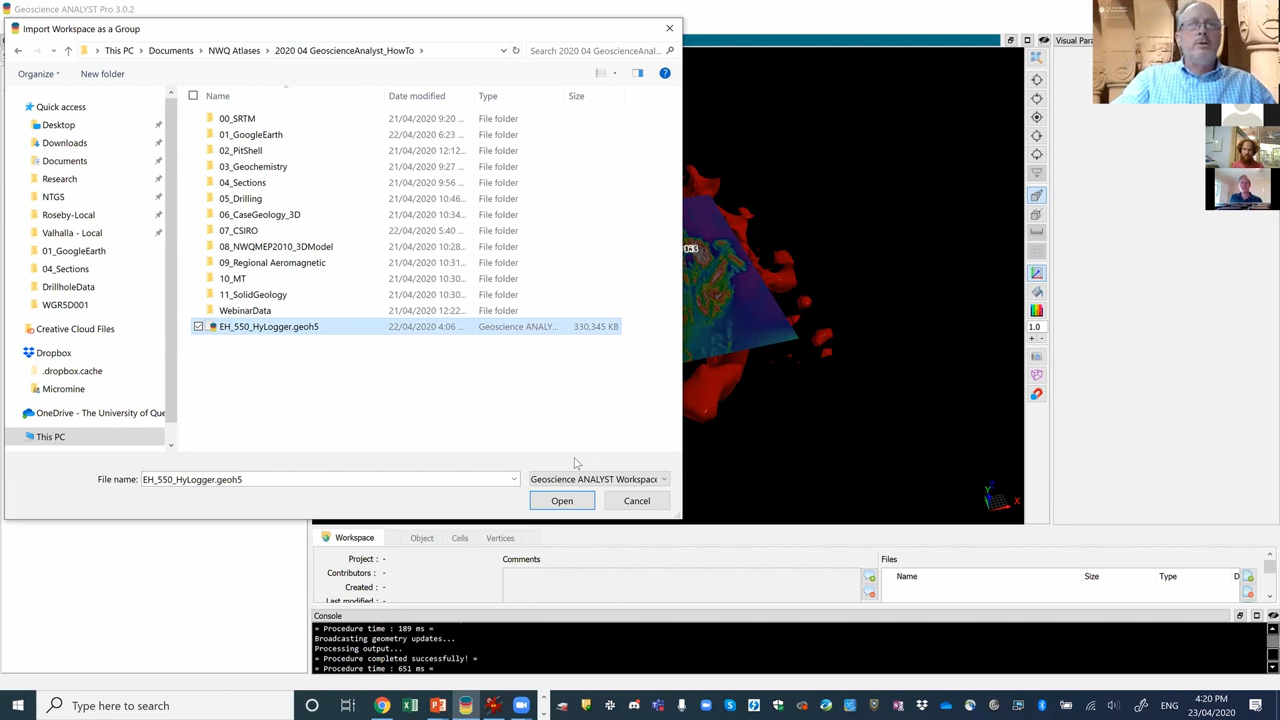 Geoscience ANALYST Pro 3.0.2
Import Workspace as a Group
This PC > Documents > NWQ Atlases > 2020 04 GeoscienceAnalyst_HowTo >
Search 2020 04 GeoscienceAnal...
Visual Para
Organize
New folder
Name
Date modified
Type
Size
Quick access
Desktop
Downloads
Documents
Research
NTGS
Roseby-Local
Valhalla - Local
01_GoogleEarth
04_Sections
DrillholeData
WGR5D001
Creative Cloud Files
Dropbox
.dropbox.cache
Micromine
OneDrive - The University of Que
This PC
00_SRTM 21/04/2020 9:20 ... File folder
01_GoogleEarth 22/04/2020 6:23 ... File folder
02_PitShell 21/04/2020 12:12... File folder
03_Geochemistry 21/04/2020 9:27 ... File folder
04_Sections 21/04/2020 9:56 ... File folder
05_Drilling 21/04/2020 10:46... File folder
06_CaseGeology_3D 21/04/2020 10:34... File folder
07_CSIRO 22/04/2020 5:40 ... File folder
08_NWQMEP2010_3DModel 21/04/2020 10:28... File folder
09_Regional Aeromagnetic 21/04/2020 10:31... File folder
10_MT 21/04/2020 10:30... File folder
11_SolidGeology 21/04/2020 10:30... File folder
WebinarData 21/04/2020 12:22... File folder
EH_550_HyLogger.geoh5 22/04/2020 4:06 ... Geoscience ANALY... 330,345 KB
File name: EH_550_HyLogger.geoh5
Geoscience ANALYST Workspace
Open
Cancel
1.0
+ -
Y
X
Workspace
Object
Cells
Vertices
Project : -
Contributors : -
Created : -
Last modified : -
Comments
Files
Name
Size
Type
D
Console
= Procedure time : 189 ms =
Broadcasting geometry updates...
Processing output...
= Procedure completed successfully! =
= Procedure time : 651 ms =
Type here to search
ENG
4:20 PM
23/04/2020